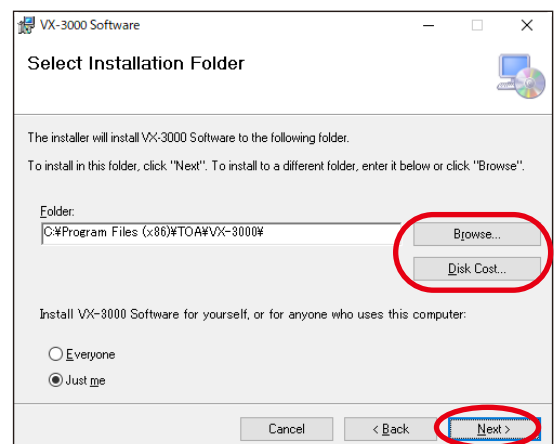 VX-3000 Software
Select Installation Folder
The installer will install VX-3000 Software to the following folder.
To install in this folder, click "Next". To install to a different folder, enter it below or click "Browse".
Folder:
C:¥Program Files (x86)¥TOA¥VX-3000¥
Browse...
Disk Cost...
Install VX-3000 Software for yourself, or for anyone who uses this computer:
Everyone
Just me
Cancel
< Back
Next >